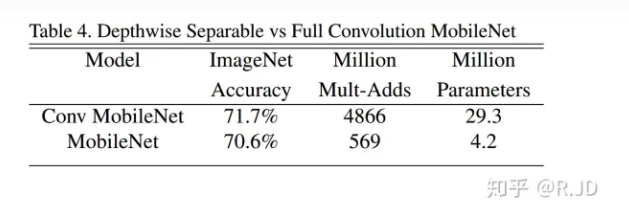 Table 4. Depthwise Separable vs Full Convolution MobileNet
Model ImageNet Million Million
Accuracy Mult-Adds Parameters
Conv MobileNet 71.7% 4866 29.3
MobileNet 70.6% 569 4.2
知乎 @R.JD